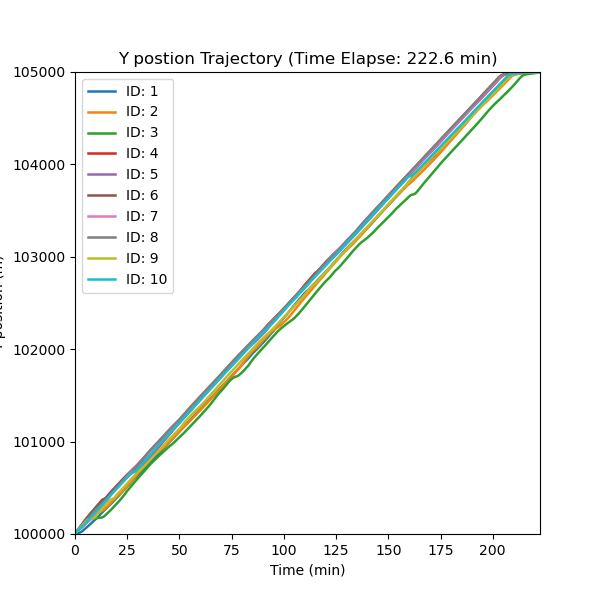 Y postion Trajectory (Time Elapse: 222.6 min)
105000
104000
103000
102000
101000
100000
ID: 1
ID: 2
ID: 3
ID: 4
ID: 5
ID: 6
ID: 7
ID: 8
ID: 9
ID: 10
0 25 50 75 100 125 150 175 200
Time (min)